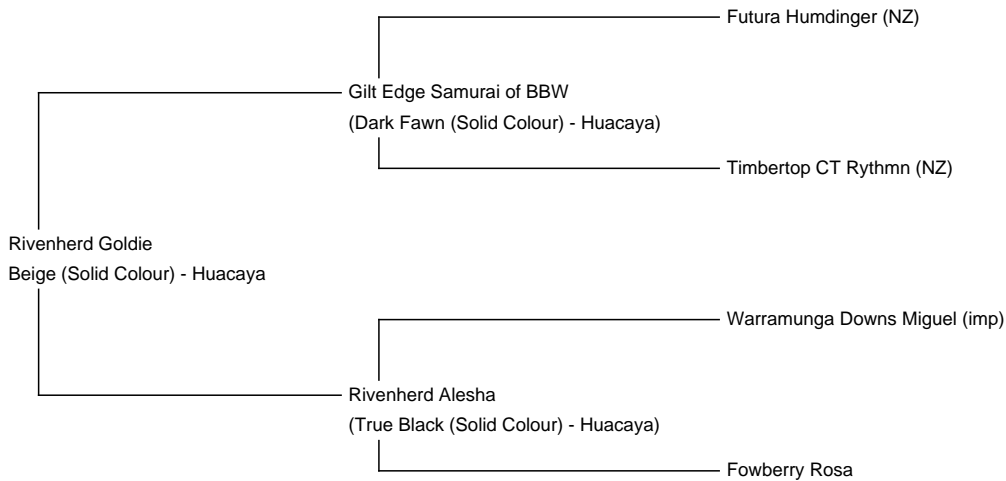 Futura Humdinger (NZ)
Gilt Edge Samurai of BBW
(Dark Fawn (Solid Colour) - Huacaya)
Timbertop CT Rythmn (NZ)
Rivenherd Goldie
Beige (Solid Colour) - Huacaya
Warramunga Downs Miguel (imp)
Rivenherd Alesha
(True Black (Solid Colour) - Huacaya)
Fowberry Rosa